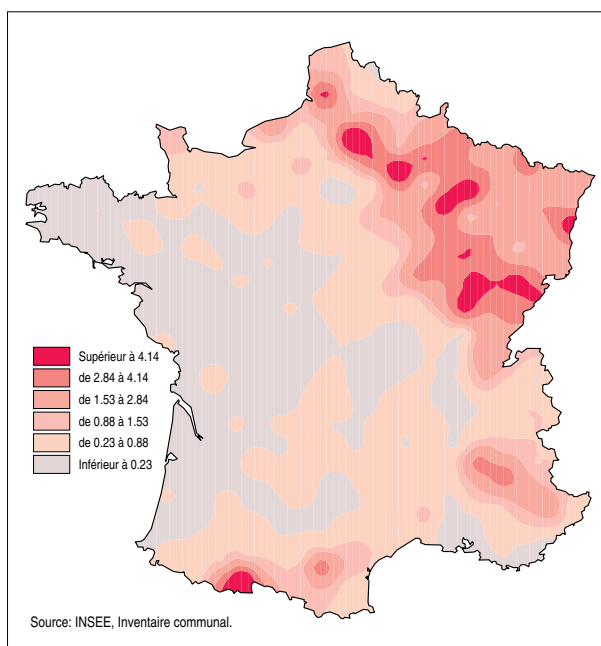 Supérieur à 4.14
de 2.84 à 4.14
de 1.53 à 2.84
de 0.88 à 1.53
de 0.23 à 0.88
Inférieur à 0.23
Source: INSEE, Inventaire communal.